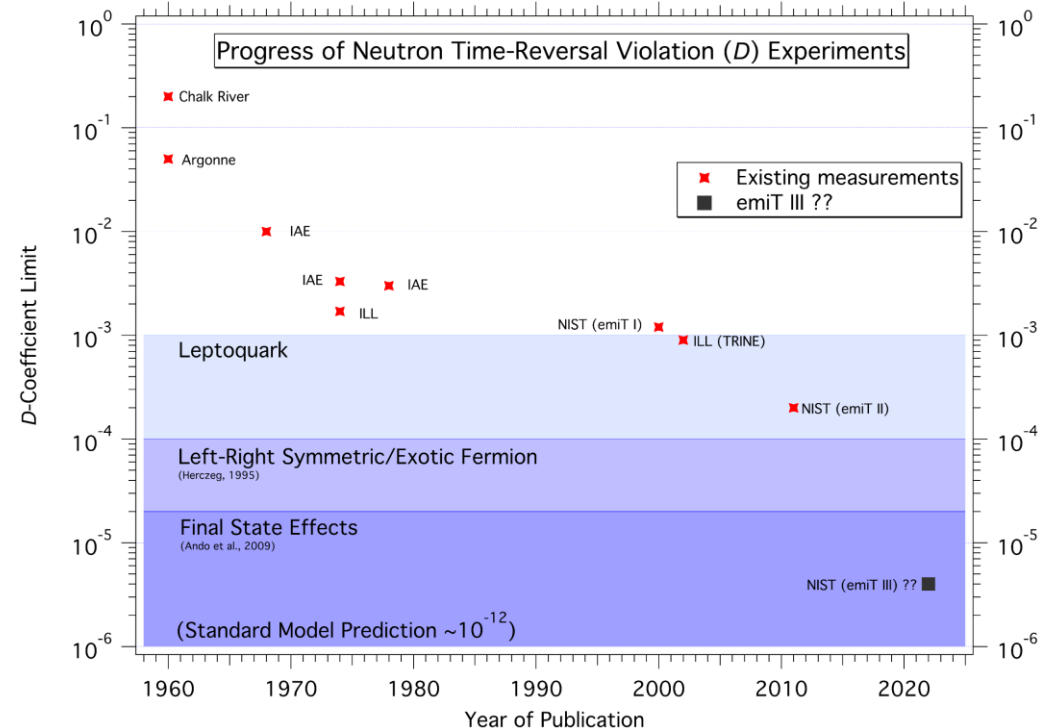 Progress of Neutron Time-Reversal Violation (D) Experiments
10^0
10^-1
10^-2
10^-3
10^-4
10^-5
10^-6
10^0
10^-1
10^-2
10^-3
10^-4
10^-5
10^-6
D-Coefficient Limit
Chalk River
Argonne
Existing measurements
emiT III ??
IAE
IAE
IAE
ILL
NIST (emiT I)
ILL (TRINE)
Leptoquark
NIST (emiT II)
Left-Right Symmetric/Exotic Fermion
(Herczeg, 1995)
Final State Effects
(Ando et al., 2009)
NIST (emiT III) ??
(Standard Model Prediction ~10^-12)
1960 1970 1980 1990 2000 2010 2020
Year of Publication